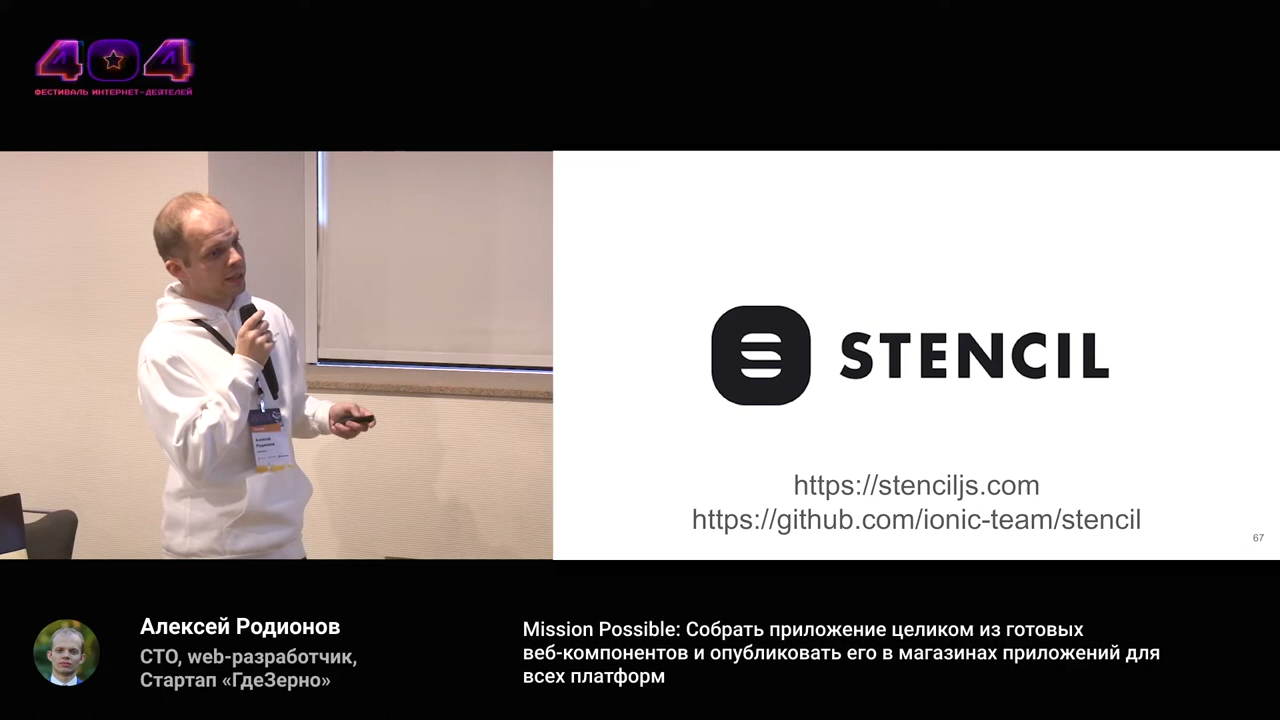 404
ФЕСТИВАЛЬ ИНТЕРНЕТ-ДЕЯТЕЛЕЙ
Алексей
Родионов
STENCIL
https://stenciljs.com
https://github.com/ionic-team/stencil
67
Алексей Родионов
CTO, web-разработчик,
Стартап «ГдеЗерно»
Mission Possible: Собрать приложение целиком из готовых
веб-компонентов и опубликовать его в магазинах приложений для
всех платформ